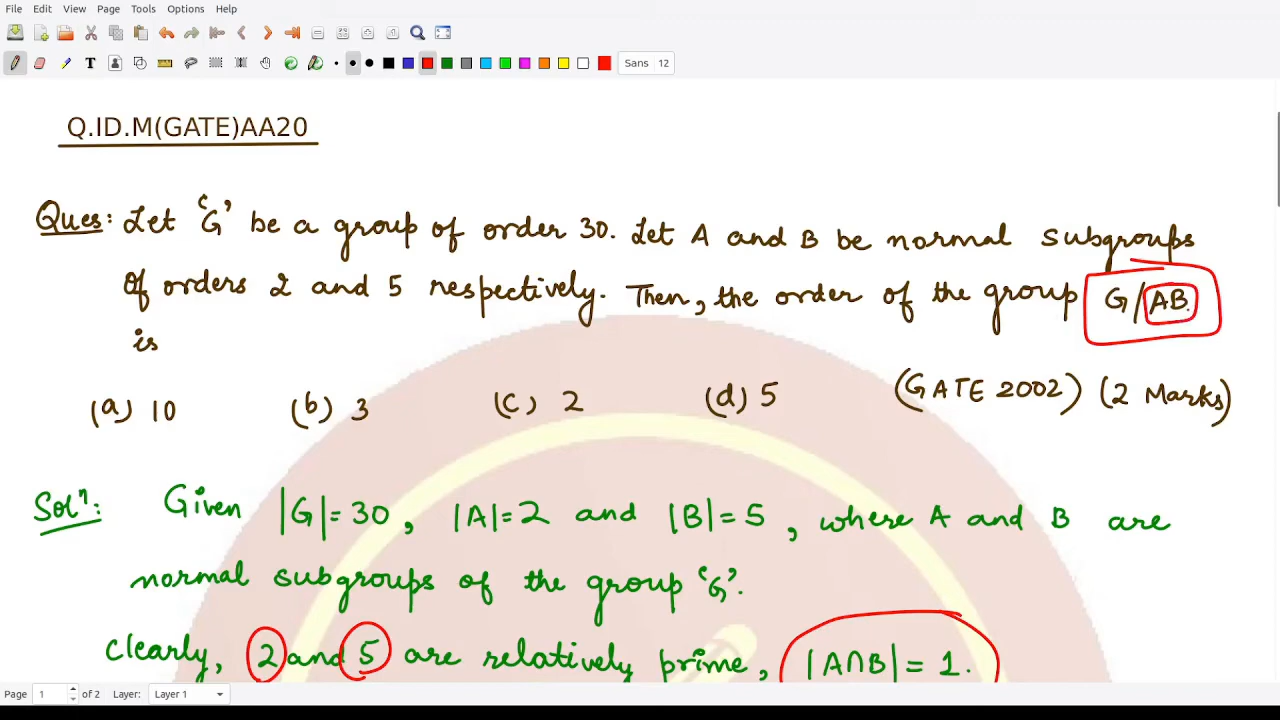 File Edit View Page Tools Options Help
Sans 12
Q.ID.M(GATE)AA20
Ques: Let 'G' be a group of order 30. Let A and B be normal subgroups
of orders 2 and 5 respectively. Then, the order of the group G/AB
is
(a) 10 (b) 3 (c) 2 (d) 5 (GATE 2002) (2 Marks)
Solⁿ: Given |G|=30, |A|=2 and |B|=5, where A and B are
normal subgroups of the group 'G'.
Clearly, 2 and 5 are relatively prime, |A∩B|=1.
Page 1 of 2 Layer: Layer 1